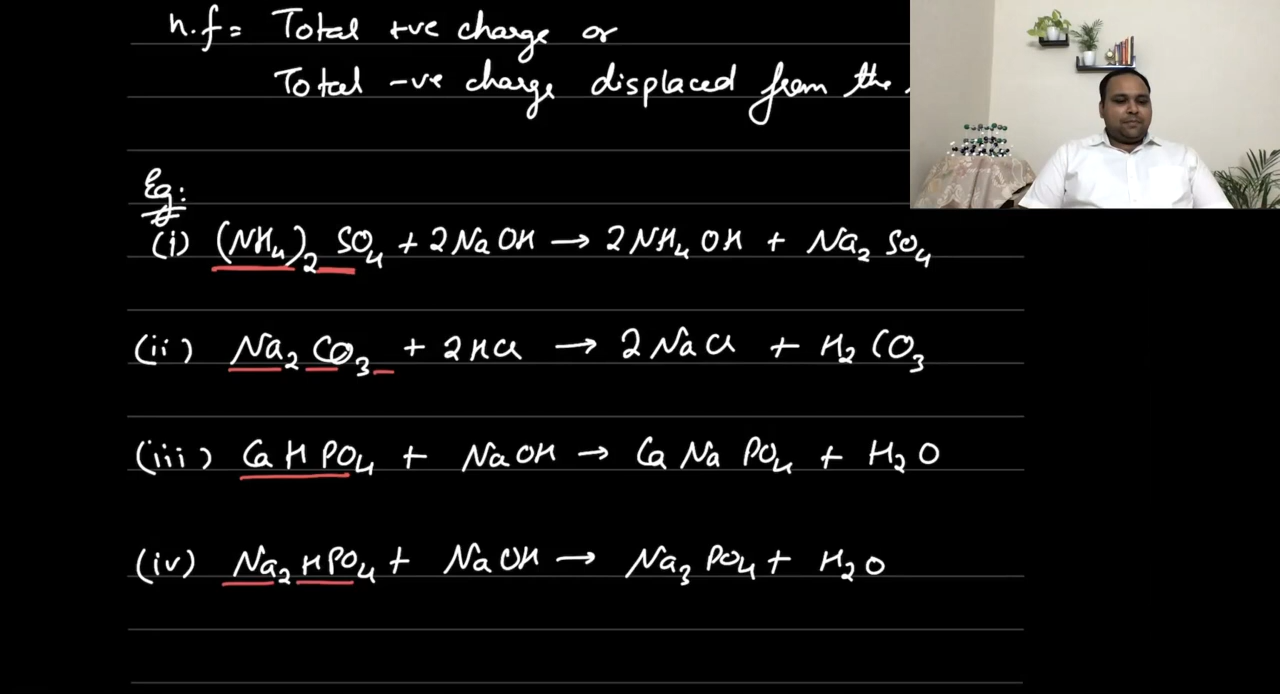 n.f = Total +ve charge or
Total -ve charge displaced from the
Eg:
(i) (NH₄)₂ SO₄ + 2NaOH → 2NH₄OH + Na₂SO₄
(ii) Na₂CO₃ + 2HCl → 2NaCl + H₂CO₃
(iii) CaHPO₄ + NaOH → CaNaPO₄ + H₂O
(iv) Na₂HPO₄ + NaOH → Na₃PO₄ + H₂O